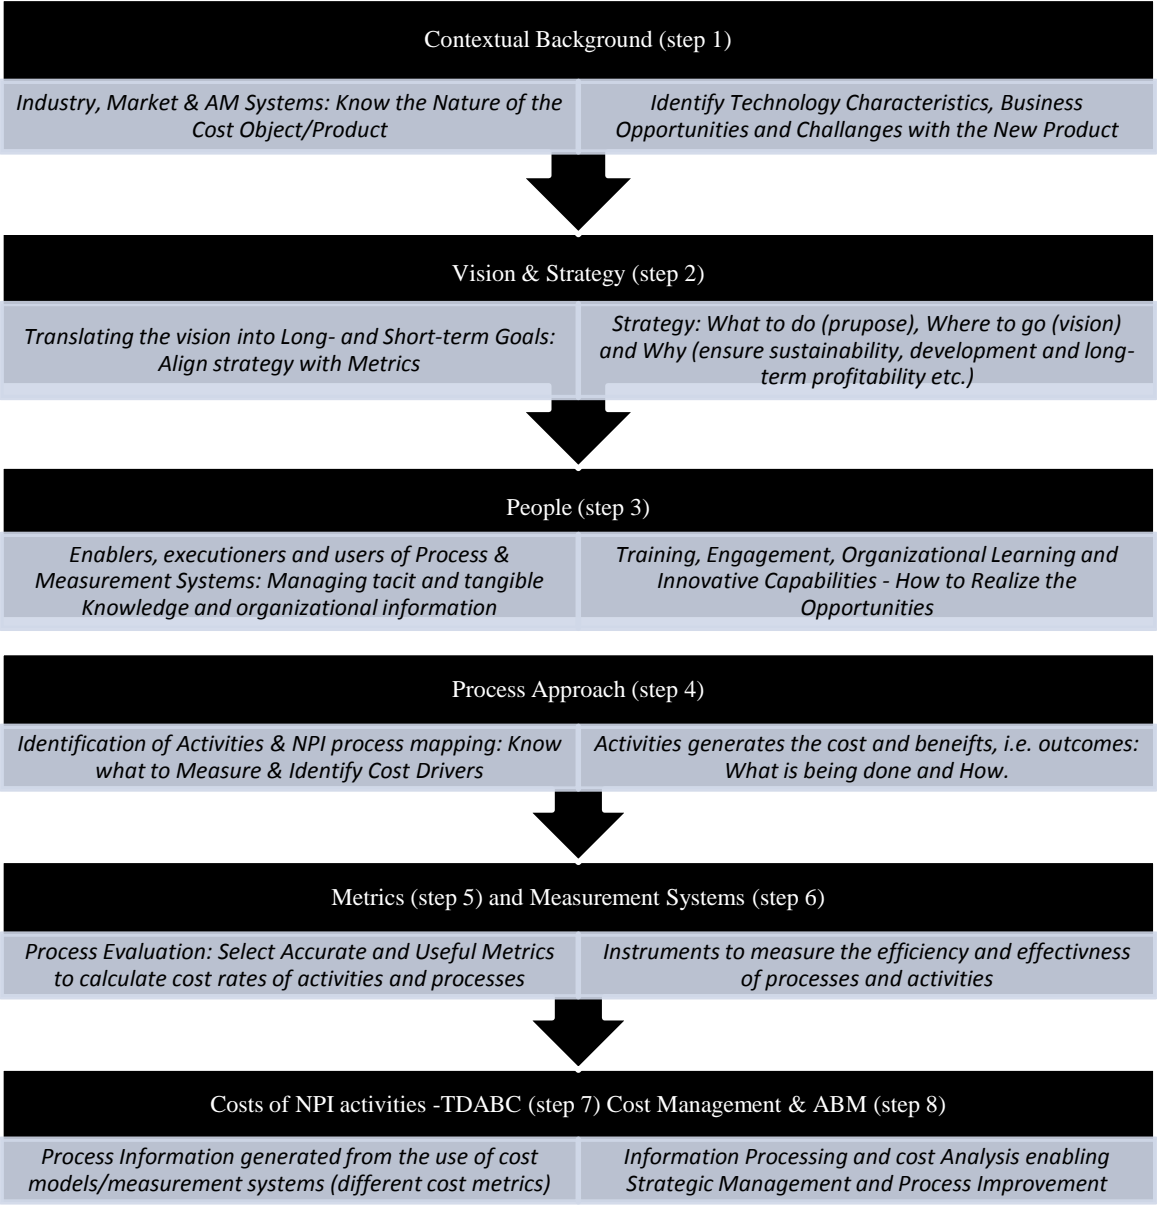 Contextual Background (step 1)
Industry, Market & AM Systems: Know the Nature of the
Cost Object/Product
Identify Technology Characteristics, Business
Opportunities and Challanges with the New Product
Vision & Strategy (step 2)
Translating the vision into Long- and Short-term Goals:
Align strategy with Metrics
Strategy: What to do (prupose), Where to go (vision)
and Why (ensure sustainability, development and long-
term profitability etc.)
People (step 3)
Enablers, executioners and users of Process &
Measurement Systems: Managing tacit and tangible
Knowledge and organizational information
Training, Engagement, Organizational Learning and
Innovative Capabilities - How to Realize the
Opportunities
Process Approach (step 4)
Identification of Activities & NPI process mapping: Know
what to Measure & Identify Cost Drivers
Activities generates the cost and beneifts, i.e. outcomes:
What is being done and How.
Metrics (step 5) and Measurement Systems (step 6)
Process Evaluation: Select Accurate and Useful Metrics
to calculate cost rates of activities and processes
Instruments to measure the efficiency and effectivness
of processes and activities
Costs of NPI activities -TDABC (step 7) Cost Management & ABM (step 8)
Process Information generated from the use of cost
models/measurement systems (different cost metrics)
Information Processing and cost Analysis enabling
Strategic Management and Process Improvement